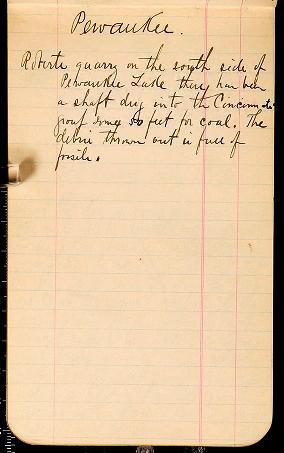 Pewaukee.
Roberts quarry on the south side of
Pewaukee Lake they has been
a shaft dug into the Cincinnati
group some 50 feet for coal. The
debris thrown out is full of
fossils.